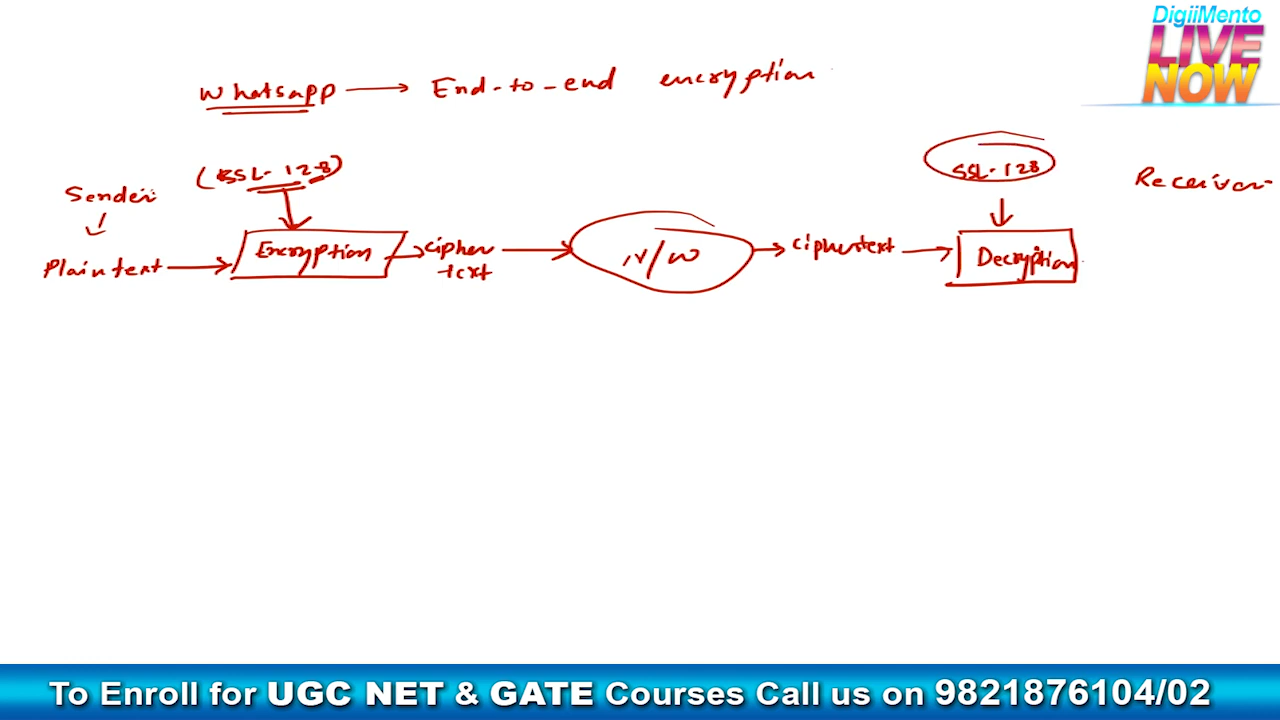 DigiiMento
LIVE
NOW
Whatsapp → End-to-end encryption
(SSL-128)
SSL-128
Sender
Receiver
Plaintext → Encryption → cipher text → N/W → Ciphertext → Decryption
To Enroll for UGC NET & GATE Courses Call us on 9821876104/02